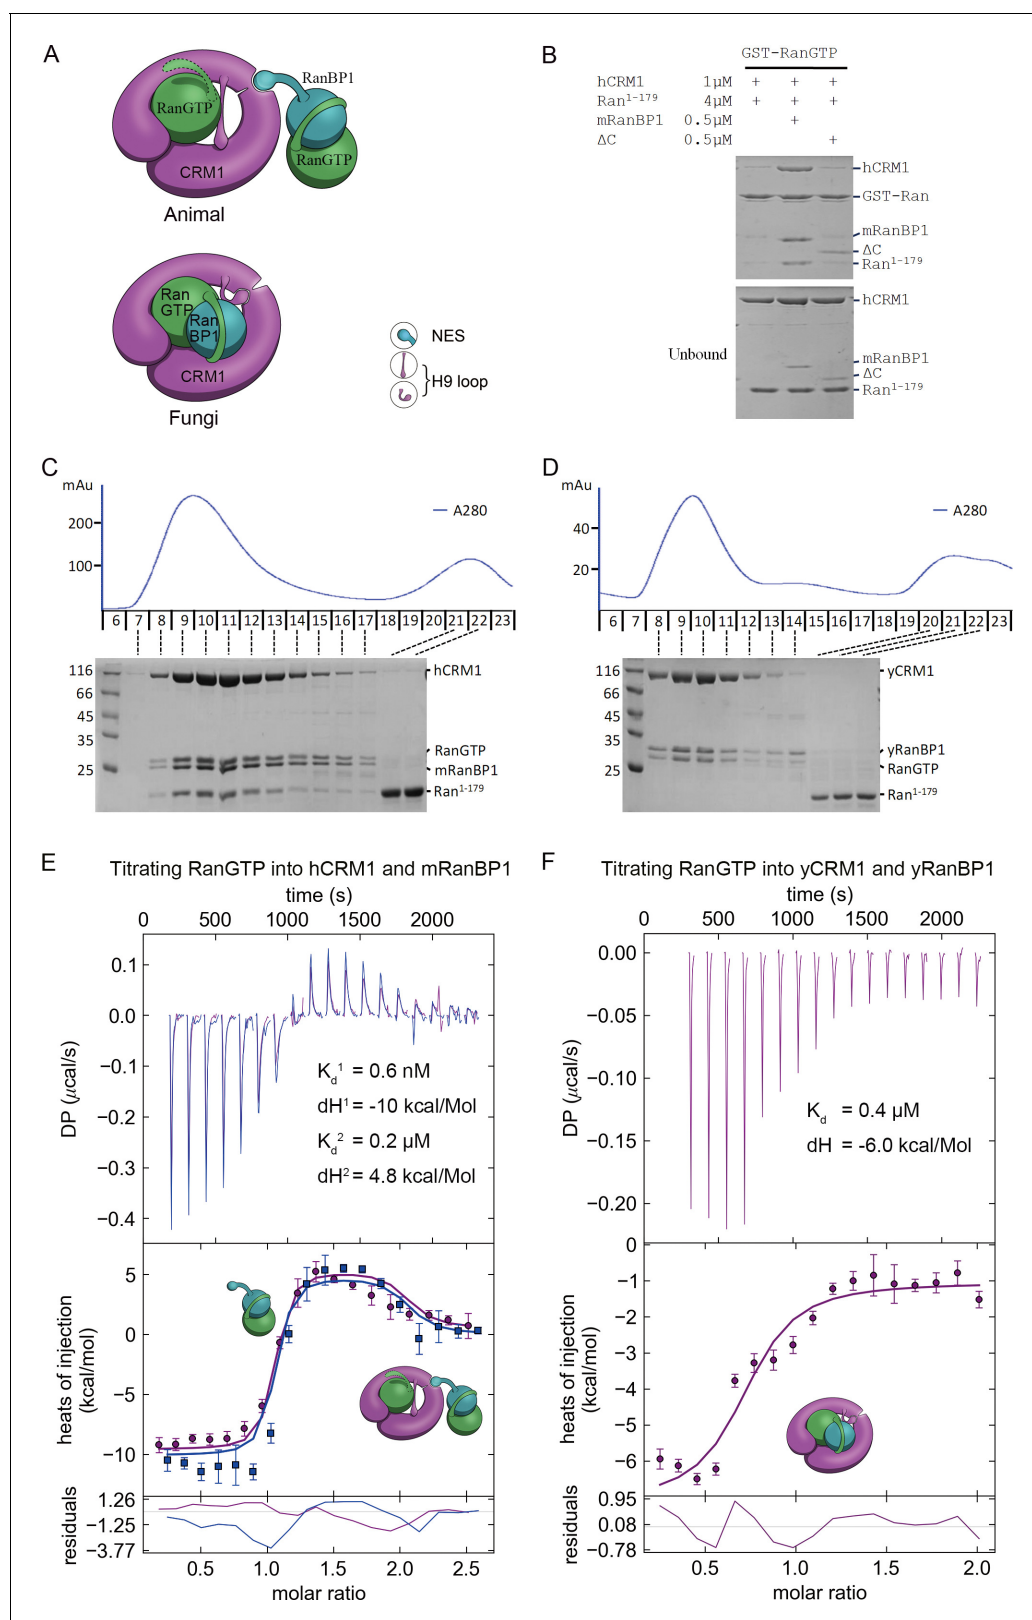 A
RanBP1
RanGTP
RanGTP
CRM1
Animal
Ran
GTP
Ran
BP1
CRM1
Fungi
NES
H9 loop
B
GST-RanGTP
hCRM1 1µM + + +
Ran1-179 4µM + + +
mRanBP1 0.5µM +
ΔC 0.5µM +
hCRM1
GST-Ran
mRanBP1
ΔC
Ran1-179
hCRM1
Unbound
mRanBP1
ΔC
Ran1-179
C
mAu
A280
200
100
6 7 8 9 10 11 12 13 14 15 16 17 18 19 20 21 22 23
116
66
45
35
25
hCRM1
RanGTP
mRanBP1
Ran1-179
D
mAu
A280
40
20
6 7 8 9 10 11 12 13 14 15 16 17 18 19 20 21 22 23
116
66
45
35
25
yCRM1
yRanBP1
RanGTP
Ran1-179
E
Titrating RanGTP into hCRM1 and mRanBP1
time (s)
0 500 1000 1500 2000
DP (µcal/s)
0.1
0.0
−0.1
−0.2
−0.3
−0.4
Kd1 = 0.6 nM
dH1 = -10 kcal/Mol
Kd2 = 0.2 µM
dH2 = 4.8 kcal/Mol
heats of injection
(kcal/mol)
5
0
−5
−10
residuals
1.26
−1.25
−3.77
0.5 1.0 1.5 2.0 2.5
molar ratio
F
Titrating RanGTP into yCRM1 and yRanBP1
time (s)
0 500 1000 1500 2000
DP (µcal/s)
0.00
−0.05
−0.10
−0.15
−0.20
Kd = 0.4 µM
dH = -6.0 kcal/Mol
heats of injection
(kcal/mol)
0
−1
−2
−3
−4
−5
−6
residuals
0.95
0.08
−0.78
0.5 1.0 1.5 2.0
molar ratio